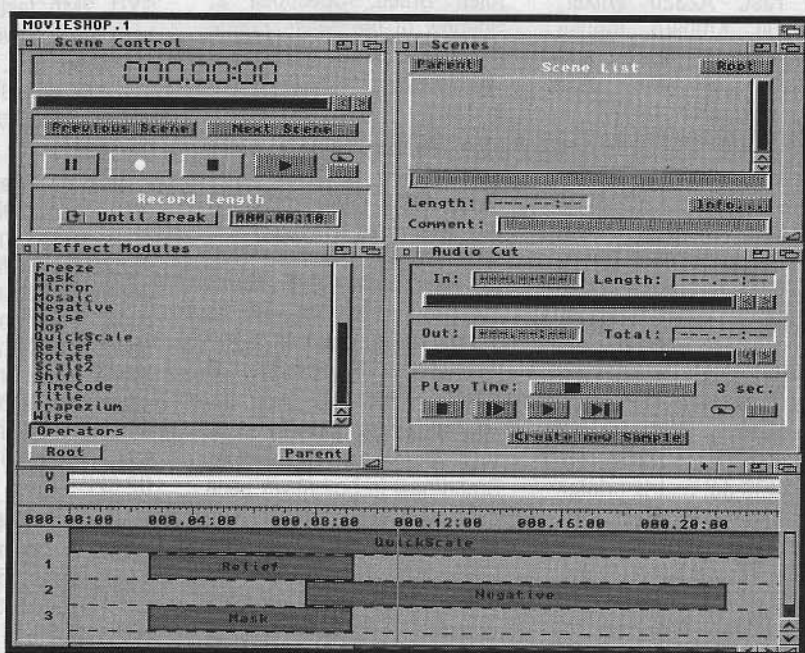 MOVIESHOP.1
Scene Control
000.00:00
Previous Scene
Next Scene
Record Length
Until Break
000.00:10
Scenes
Parent
Scene List
Root
Length: ---.--:--
Info...
Comment:
Effect Modules
Freeze
Mask
Mirror
Mosaic
Negative
Noise
Nop
QuickScale
Relief
Rotate
Scale2
Shift
TimeCode
Title
Trapezium
Wipe
Operators
Root
Parent
Audio Cut
In: ---.--:--
Length: ---.--:--
Out: ---.--:--
Total: ---.--:--
Play Time:
3 sec.
Create new Sample
+ -
V
A
000.00:00 000.04:00 000.08:00 000.12:00 000.16:00 000.20:00
0 QuickScale
1 Relief
2 Negative
3 Mask